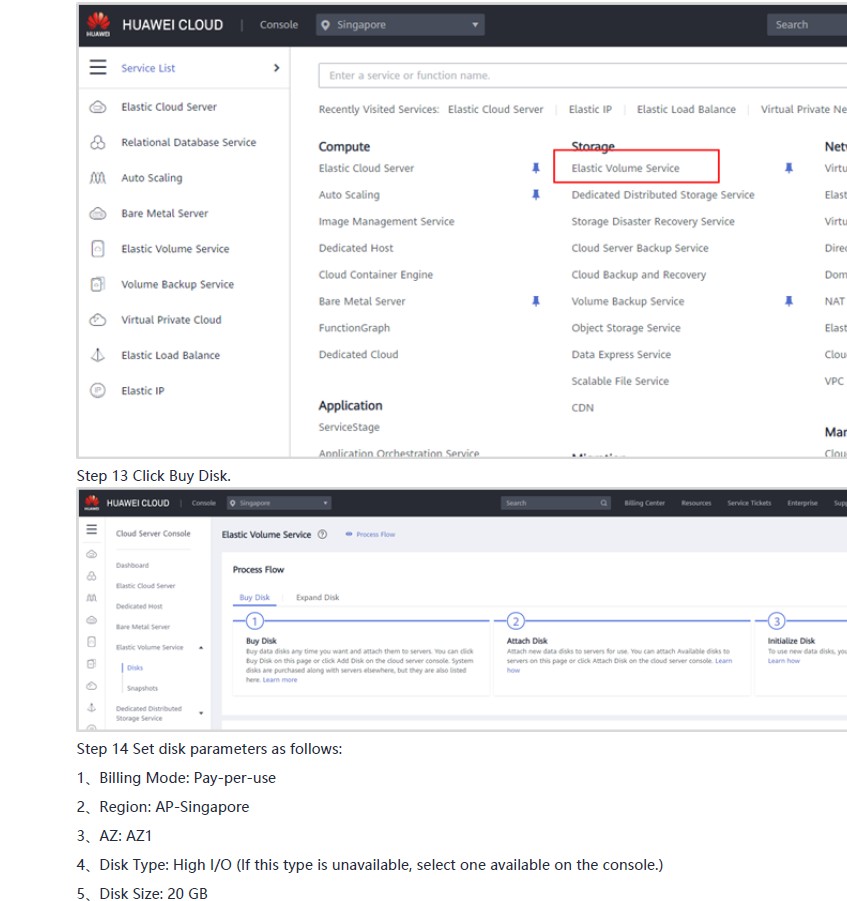 HUAWEI
HUAWEI CLOUD | Console Singapore Search
Service List
Enter a service or function name.
Elastic Cloud Server
Recently Visited Services: Elastic Cloud Server | Elastic IP | Elastic Load Balance | Virtual Private Ne
Relational Database Service
Auto Scaling
Bare Metal Server
Elastic Volume Service
Volume Backup Service
Virtual Private Cloud
Elastic Load Balance
Elastic IP
Compute
Elastic Cloud Server
Auto Scaling
Image Management Service
Dedicated Host
Cloud Container Engine
Bare Metal Server
FunctionGraph
Dedicated Cloud
Application
ServiceStage
Application Orchestration Service
Storage
Elastic Volume Service
Dedicated Distributed Storage Service
Storage Disaster Recovery Service
Cloud Server Backup Service
Cloud Backup and Recovery
Volume Backup Service
Object Storage Service
Data Express Service
Scalable File Service
CDN
Migration
Netw
Virtu
Elast
Virtu
Direc
Dom
NAT
Elast
Clou
VPC
Mar
Clou
Step 13 Click Buy Disk.
HUAWEI
HUAWEI CLOUD | Console Singapore Search Billing Center Resources Service Tickets Enterprise Supp
Cloud Server Console
Dashboard
Elastic Cloud Server
Dedicated Host
Bare Metal Server
Elastic Volume Service
Disks
Snapshots
Dedicated Distributed
Storage Service
Elastic Volume Service ? Process Flow
Process Flow
Buy Disk Expand Disk
1
Buy Disk
Buy data disks any time you want and attach them to servers. You can click
Buy Disk on this page or click Add Disk on the cloud server console. System
disks are purchased along with servers elsewhere, but they are also listed
here. Learn more
2
Attach Disk
Attach new data disks to servers for use. You can attach Available disks to
servers on this page or click Attach Disk on the cloud server console. Learn
how
3
Initialize Disk
To use new data disks, you
Learn how
Step 14 Set disk parameters as follows:
1、Billing Mode: Pay-per-use
2、Region: AP-Singapore
3、AZ: AZ1
4、Disk Type: High I/O (If this type is unavailable, select one available on the console.)
5、Disk Size: 20 GB